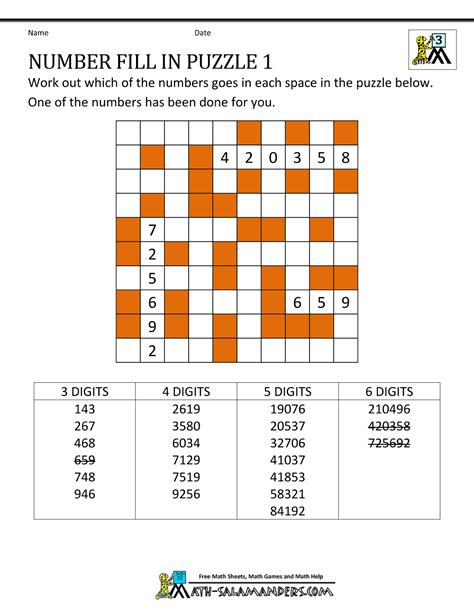 Name Date
3
NUMBER FILL IN PUZZLE 1
Work out which of the numbers goes in each space in the puzzle below.
One of the numbers has been done for you.
4 2 0 3 5 8
7
2
5
6 6 5 9
9
2
3 DIGITS 4 DIGITS 5 DIGITS 6 DIGITS
143 2619 19076 210496
267 3580 20537 420358
468 6034 32706 725692
659 7129 41037
748 7519 41853
946 9256 58321
84192
Free Math Sheets, Math Games and Math Help
MATH-SALAMANDERS.COM